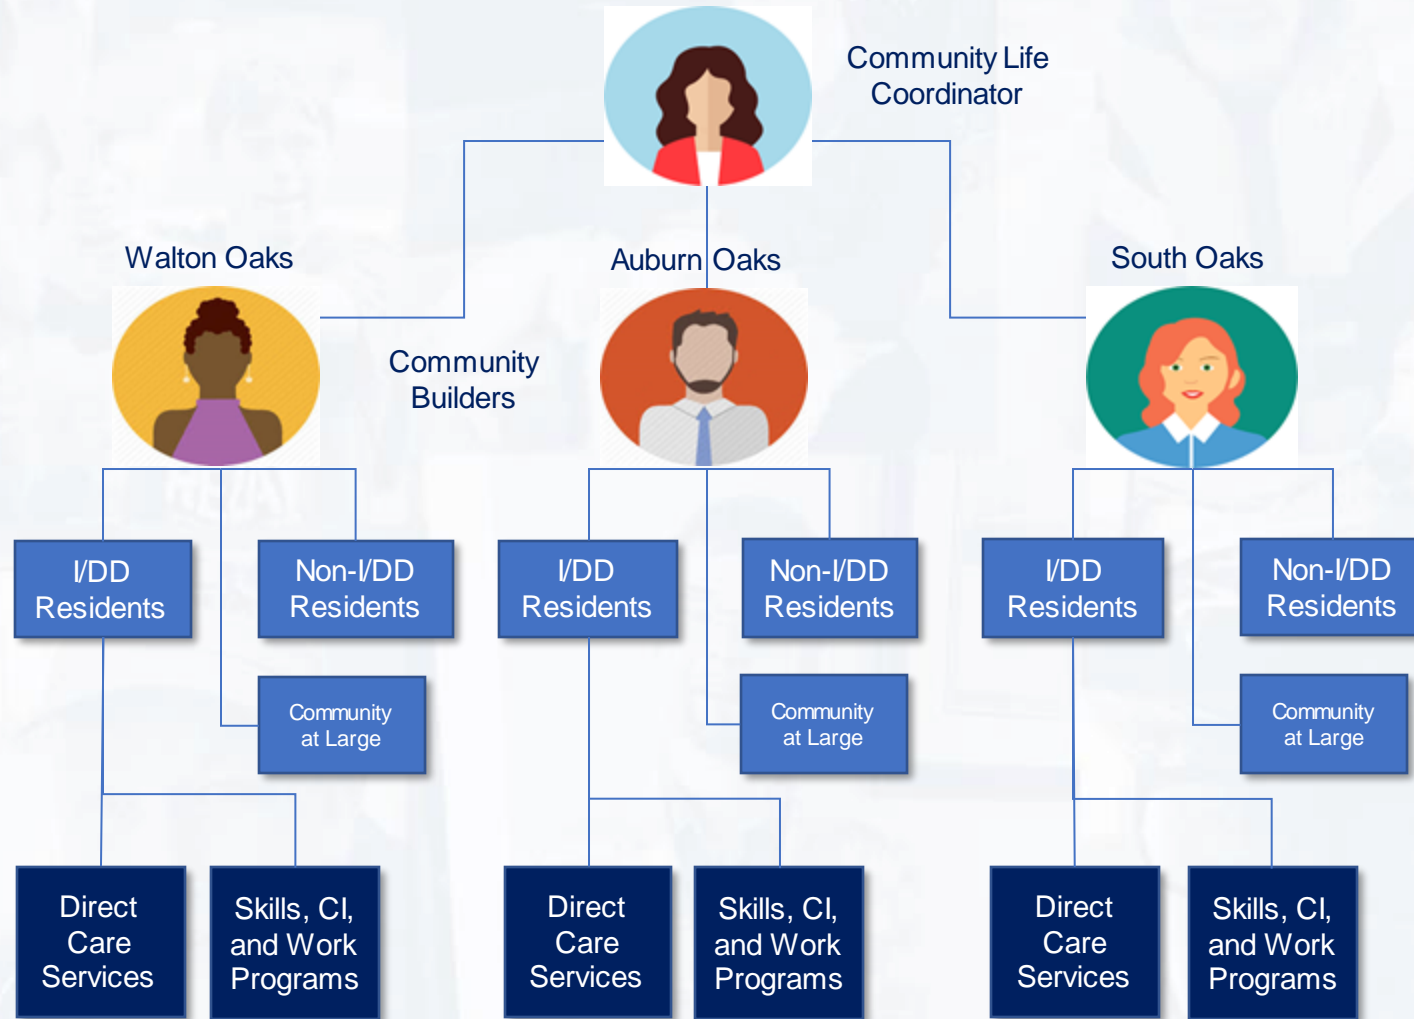 Community Life
Coordinator
Walton Oaks
Auburn Oaks
South Oaks
Community
Builders
I/DD
Residents
Non-I/DD
Residents
I/DD
Residents
Non-I/DD
Residents
I/DD
Residents
Non-I/DD
Residents
Community
at Large
Community
at Large
Community
at Large
Direct
Care
Services
Skills, CI,
and Work
Programs
Direct
Care
Services
Skills, CI,
and Work
Programs
Direct
Care
Services
Skills, CI,
and Work
Programs